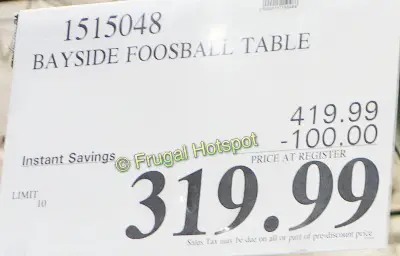 1515048
BAYSIDE FOOSBALL TABLE
419.99
Instant Savings -100.00
© Frugal Hotspot
PRICE AT REGISTER
LIMIT
10
319.99
Sales Tax may be due on all or part of pre-discount price